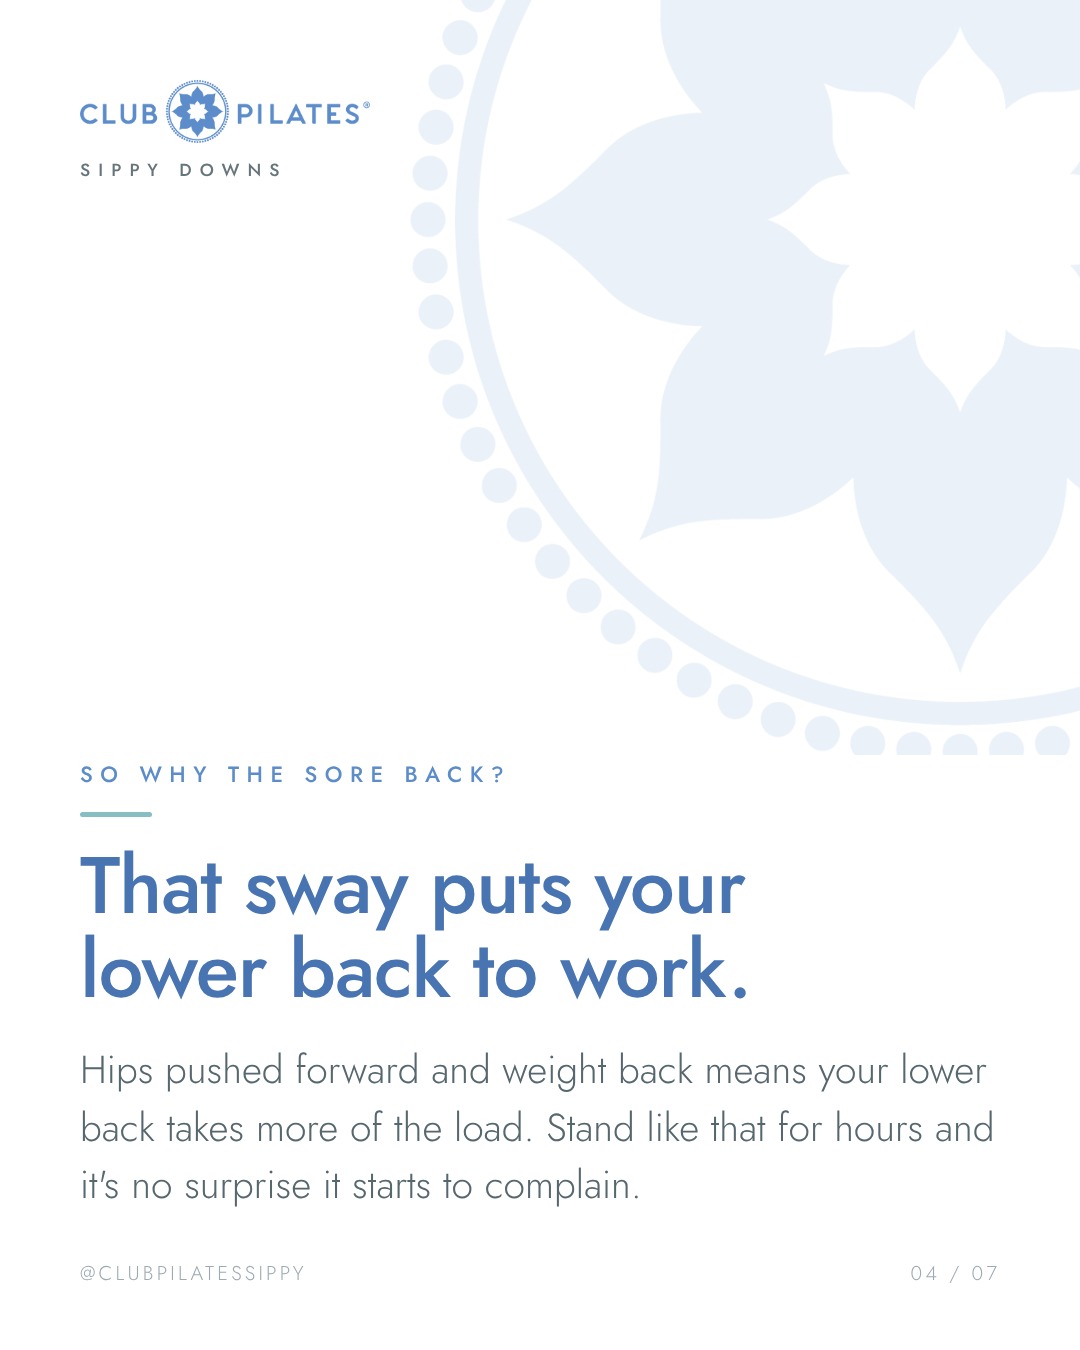 CLUB PILATES®
SIPPY DOWNS
SO WHY THE SORE BACK?
That sway puts your
lower back to work.
Hips pushed forward and weight back means your lower
back takes more of the load. Stand like that for hours and
it's no surprise it starts to complain.
@CLUBPILATESSIPPY
04 / 07